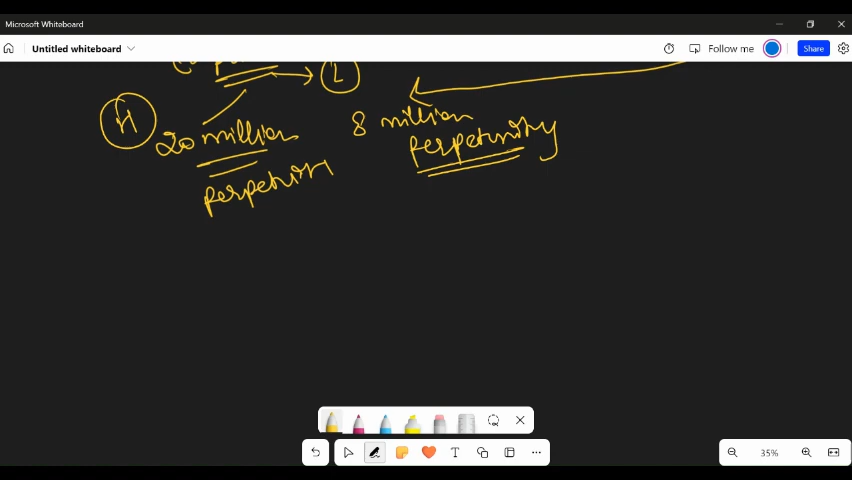 Microsoft Whiteboard
Untitled whiteboard
Follow me
Share
L
H
20 million
perpetuity
8 million
perpetuity
T
35%